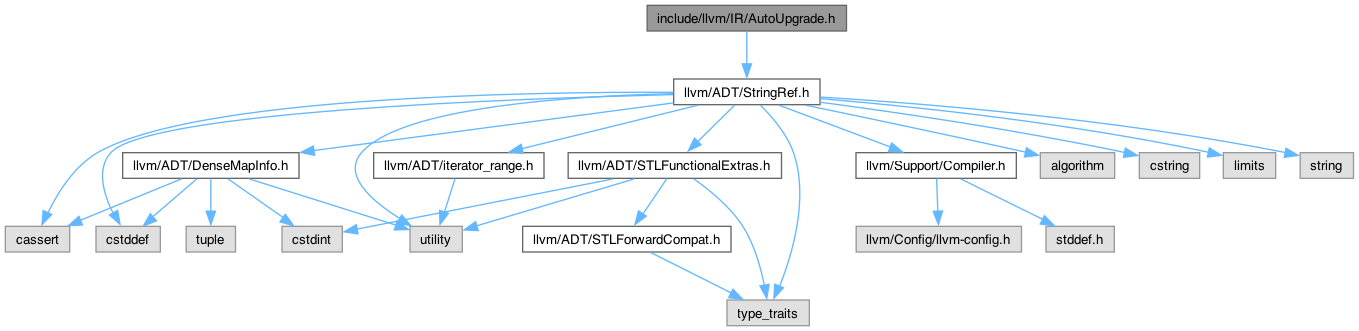 include/llvm/IR/AutoUpgrade.h
llvm/ADT/StringRef.h
llvm/ADT/DenseMapInfo.h
llvm/ADT/iterator_range.h
llvm/ADT/STLFunctionalExtras.h
llvm/Support/Compiler.h
algorithm
cstring
limits
string
cassert
cstddef
tuple
cstdint
utility
llvm/ADT/STLForwardCompat.h
llvm/Config/llvm-config.h
stddef.h
type_traits